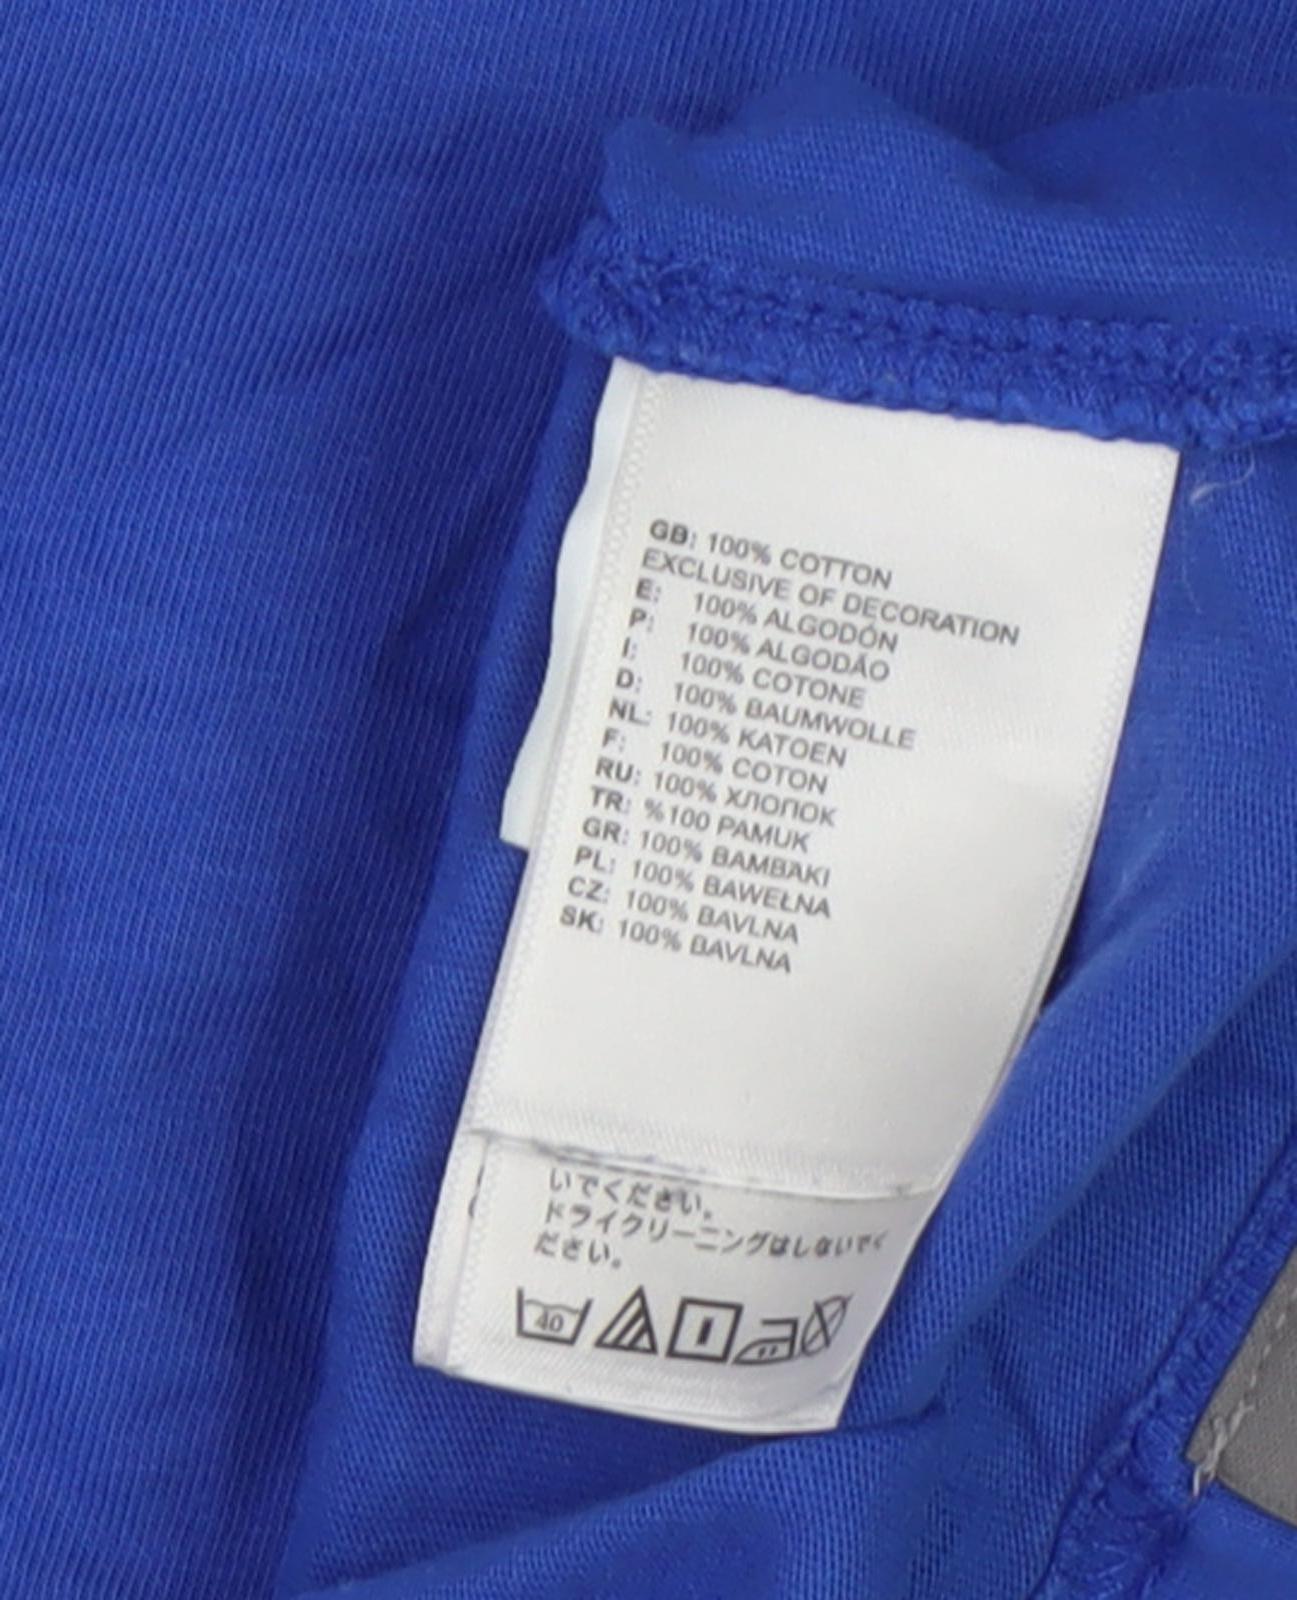 GB: 100% COTTON
EXCLUSIVE OF DECORATION
E: 100% ALGODÓN
P: 100% ALGODÃO
I: 100% COTONE
D: 100% BAUMWOLLE
NL: 100% KATOEN
F: 100% COTON
RU: 100% ХЛОПОК
TR: %100 PAMUK
GR: 100% ΒΑΜΒΑΚΙ
PL: 100% BAWEŁNA
CZ: 100% BAVLNA
SK: 100% BAVLNA
いでください。
ドライクリーニングはしないでく
ださい。
40